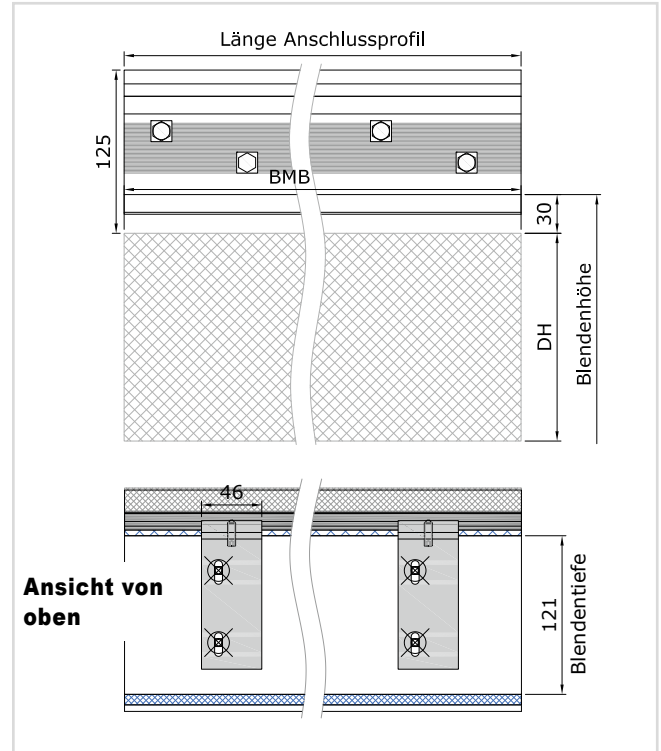 Länge Anschlussprofil
125
BMB
30
DH
Blendenhöhe
46
Ansicht von
oben
121
Blendentiefe